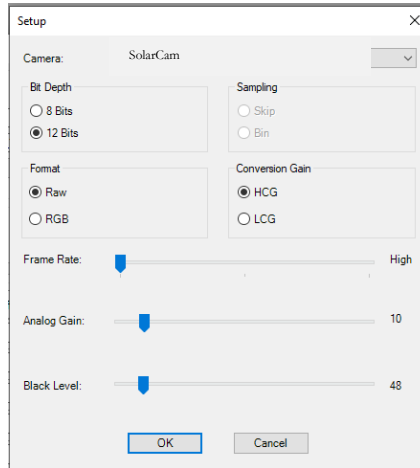 Setup
Camera: SolarCam
Bit Depth
8 Bits
12 Bits
Sampling
Skip
Bin
Format
Raw
RGB
Conversion Gain
HCG
LCG
Frame Rate: High
Analog Gain: 10
Black Level: 48
OK Cancel